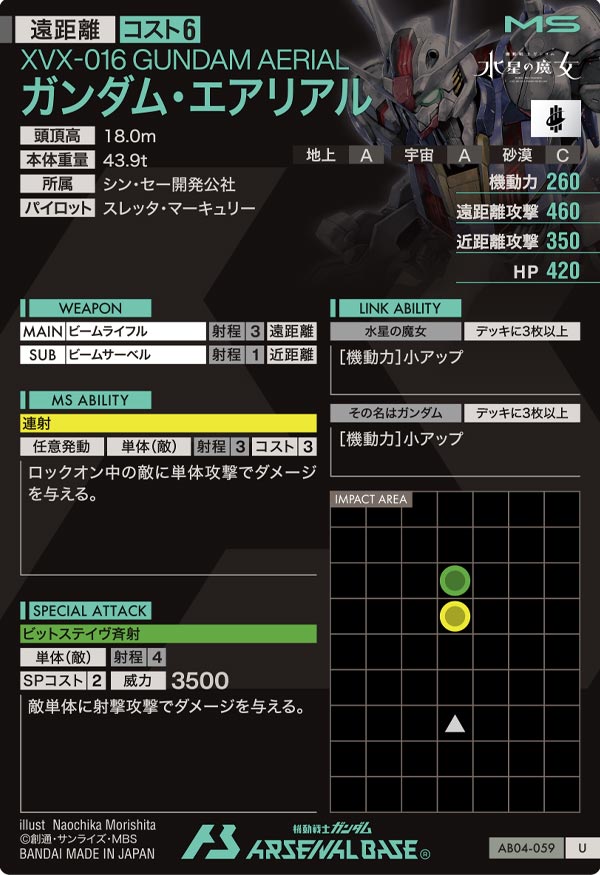 遠距離 コスト6 MS
XVX-016 GUNDAM AERIAL
ガンダム・エアリアル
機動戦士ガンダム
水星の魔女
頭頂高 18.0m
本体重量 43.9t
所属 シン・セー開発公社
パイロット スレッタ・マーキュリー
地上 A 宇宙 A 砂漠 C
機動力 260
遠距離攻撃 460
近距離攻撃 350
HP 420
WEAPON
MAIN ビームライフル 射程 3 遠距離
SUB ビームサーベル 射程 1 近距離
MS ABILITY
連射
任意発動 単体(敵) 射程 3 コスト 3
ロックオン中の敵に単体攻撃でダメージ
を与える。
SPECIAL ATTACK
ビットステイヴ斉射
単体(敵) 射程 4
SPコスト 2 威力 3500
敵単体に射撃攻撃でダメージを与える。
LINK ABILITY
水星の魔女 デッキに3枚以上
[機動力]小アップ
その名はガンダム デッキに3枚以上
[機動力]小アップ
IMPACT AREA
illust Naochika Morishita
©創通・サンライズ・MBS
BANDAI MADE IN JAPAN
機動戦士ガンダム
ARSENAL BASE®
AB04-059 U